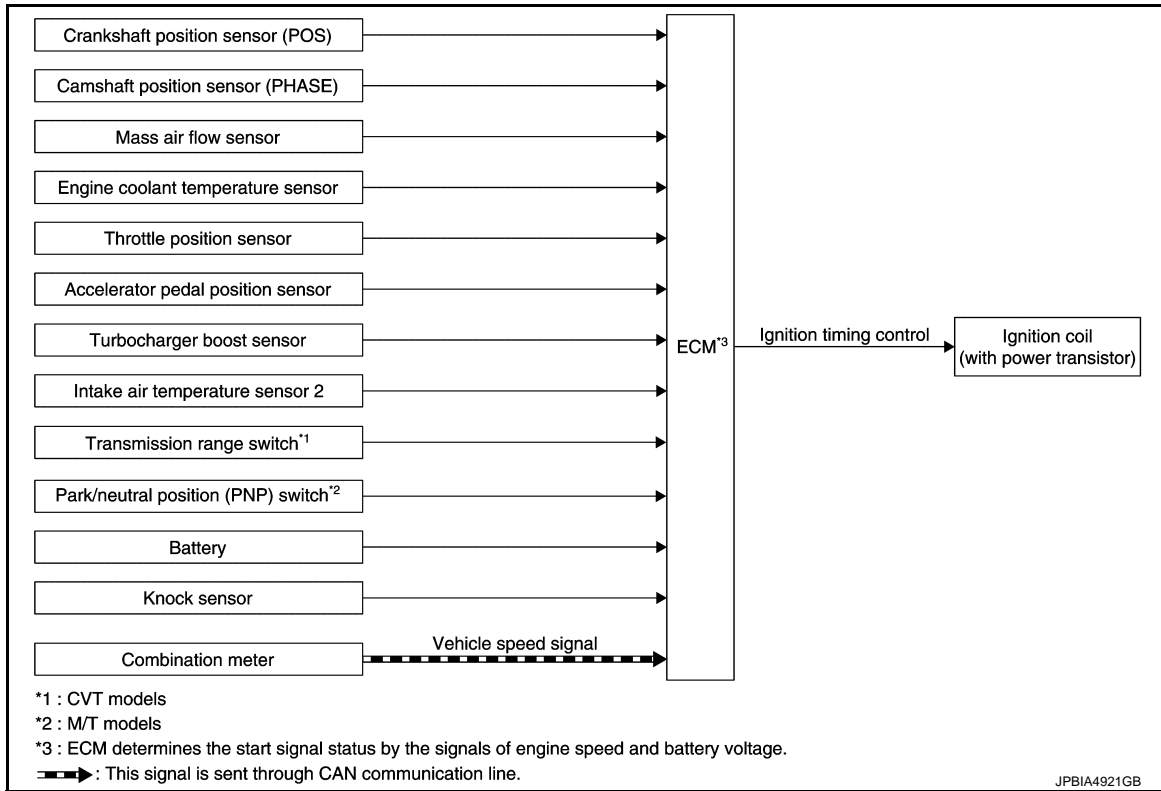 Crankshaft position sensor (POS)
Camshaft position sensor (PHASE)
Mass air flow sensor
Engine coolant temperature sensor
Throttle position sensor
Accelerator pedal position sensor
Turbocharger boost sensor
Intake air temperature sensor 2
Transmission range switch*1
Park/neutral position (PNP) switch*2
Battery
Knock sensor
Combination meter
Vehicle speed signal
ECM*3
Ignition timing control
Ignition coil
(with power transistor)
*1 : CVT models
*2 : M/T models
*3 : ECM determines the start signal status by the signals of engine speed and battery voltage.
: This signal is sent through CAN communication line.
JPBIA4921GB